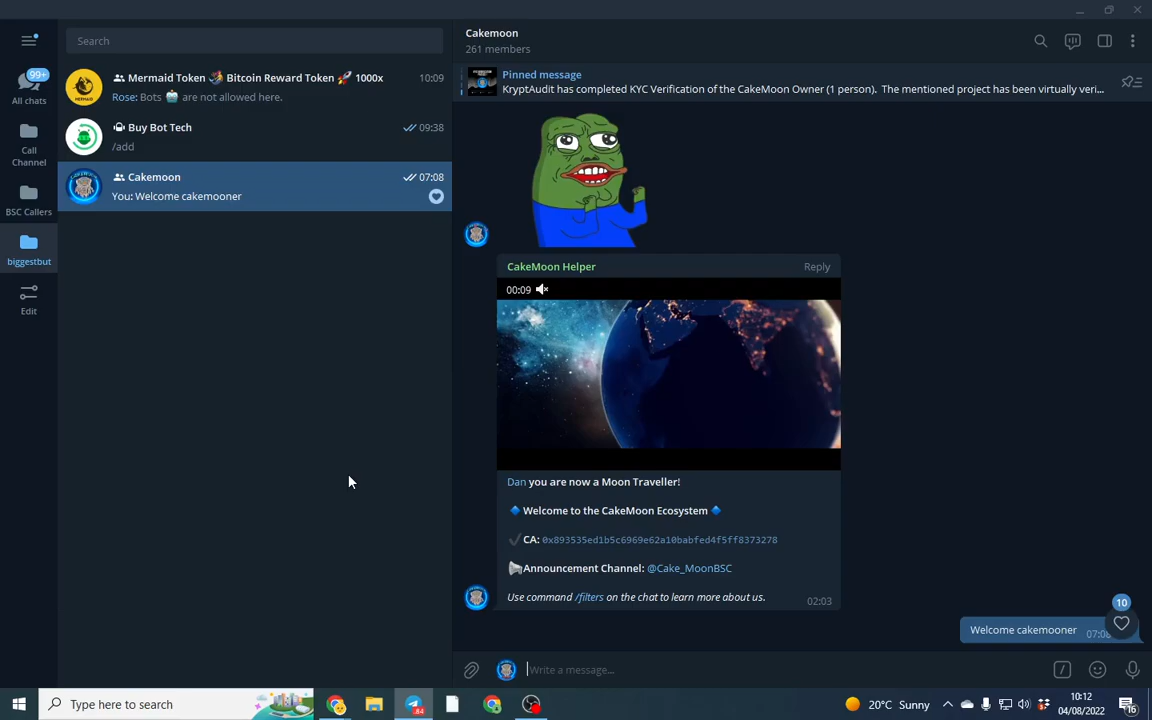 Search
Cakemoon
261 members
Pinned message
KryptAudit has completed KYC Verification of the CakeMoon Owner (1 person). The mentioned project has been virtually veri...
99+
All chats
Call
Channel
BSC Callers
biggestbut
Edit
Mermaid Token 🧜 Bitcoin Reward Token 🚀 1000x 10:09
Rose: Bots 🤖 are not allowed here.
Buy Bot Tech 09:38
/add
Cakemoon 07:08
You: Welcome cakemooner
CakeMoon Helper Reply
00:09
Dan you are now a Moon Traveller!
🔷 Welcome to the CakeMoon Ecosystem 🔷
✔️CA: 0x893535ed1b5c6969e62a10babfed4f5ff8373278
📢Announcement Channel: @Cake_MoonBSC
Use command /filters on the chat to learn more about us. 02:03
10
Welcome cakemooner
Write a message...
Type here to search
84
20°C Sunny
10:12
04/08/2022
16